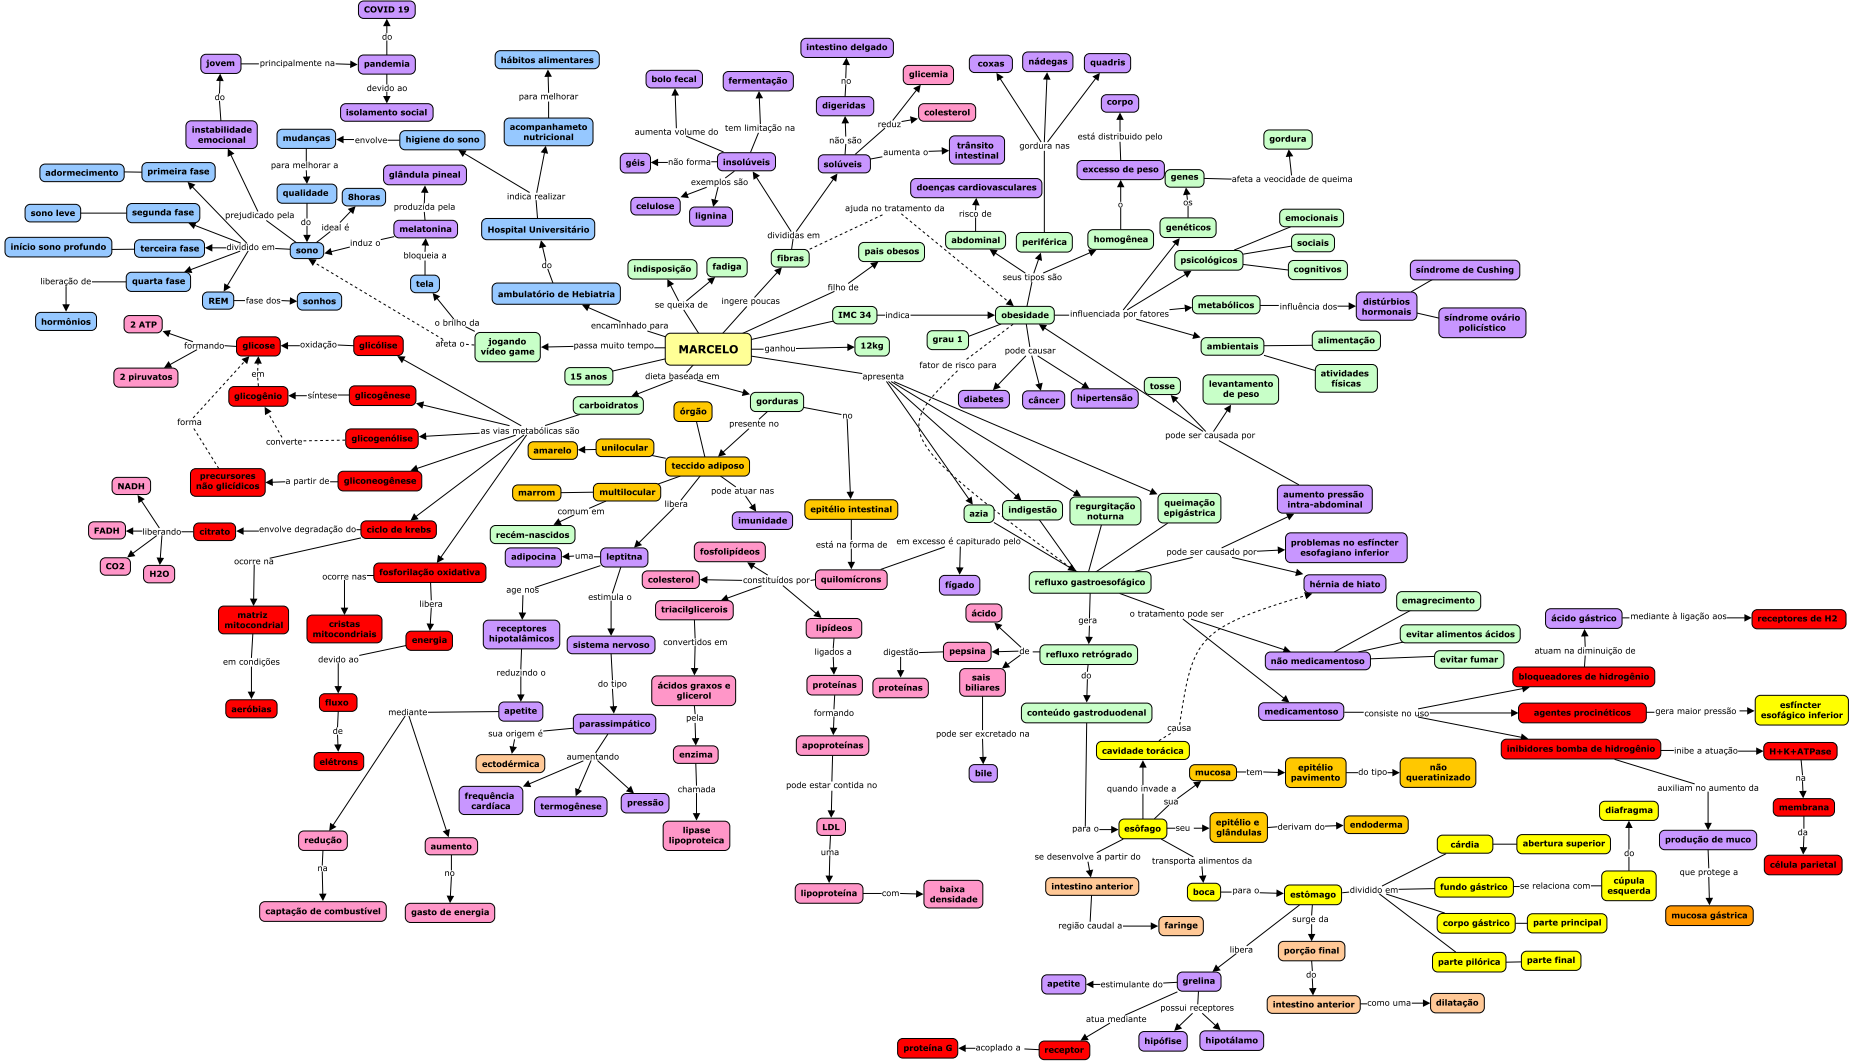 COVID 19
do
jovem
principalmente na
pandemia
devido ao
isolamento social
instabilidade
emocional
do
mudanças
envolve
higiene do sono
para melhorar a
qualidade
do
8horas
ideal é
prejudicado pela
sono
hábitos alimentares
para melhorar
acompanhameto
nutricional
indica realizar
Hospital Universitário
do
ambulatório de Hebiatria
encaminhado para
glândula pineal
produzida pela
melatonina
induz o
bloqueia a
tela
o brilho da
afeta o
jogando
vídeo game
passa muito tempo
adormecimento
primeira fase
sono leve
segunda fase
início sono profundo
terceira fase
dividido em
quarta fase
liberação de
hormônios
REM
fase dos
sonhos
bolo fecal
fermentação
aumenta volume do
tem limitação na
géis
não forma
insolúveis
exemplos são
celulose
lignina
intestino delgado
no
digeridas
não são
solúveis
reduz
glicemia
colesterol
aumenta o
trânsito
intestinal
divididas em
fibras
ingere poucas
ajuda no tratamento da
indisposição
fadiga
se queixa de
pais obesos
filho de
MARCELO
15 anos
IMC 34
indica
ganhou
12kg
apresenta
dieta baseada em
coxas
nádegas
quadris
gordura nas
corpo
está distribuido pelo
excesso de peso
o
doenças cardiovasculares
risco de
abdominal
periférica
homogênea
seus tipos são
obesidade
grau 1
influenciada por fatores
gordura
afeta a veocidade de queima
genes
os
genéticos
psicológicos
emocionais
sociais
cognitivos
metabólicos
influência dos
distúrbios
hormonais
síndrome de Cushing
síndrome ovário
policístico
ambientais
alimentação
atividades
físicas
pode causar
diabetes
câncer
hipertensão
fator de risco para
tosse
levantamento
de peso
pode ser causada por
aumento pressão
intra-abdominal
2 ATP
formando
2 piruvatos
glicose
oxidação
glicólise
em
glicogênio
síntese
glicogênese
converte
glicogenólise
forma
precursores
não glicídicos
a partir de
gliconeogênese
as vias metabólicas são
carboidratos
NADH
FADH
CO2
H2O
liberando
citrato
envolve degradação do
ciclo de krebs
ocorre na
matriz
mitocondrial
em condições
aeróbias
fosforilação oxidativa
ocorre nas
cristas
mitocondriais
libera
energia
devido ao
fluxo
de
elétrons
gorduras
presente no
no
órgão
teccido adiposo
unilocular
amarelo
multilocular
marrom
comum em
recém-nascidos
pode atuar nas
imunidade
libera
leptitna
uma
adipocina
age nos
receptores
hipotalâmicos
reduzindo o
apetite
mediante
redução
na
captação de combustível
aumento
no
gasto de energia
estimula o
sistema nervoso
do tipo
parassimpático
sua origem é
ectodérmica
aumentando
frequência
cardíaca
termogênese
pressão
epitélio intestinal
está na forma de
quilomícrons
em excesso é capiturado pelo
fígado
constituídos por
fosfolipídeos
colesterol
triacilglicerois
convertidos em
ácidos graxos e
glicerol
pela
enzima
chamada
lipase
lipoproteica
lipídeos
ligados a
proteínas
formando
apoproteínas
pode estar contida no
LDL
uma
lipoproteína
com
baixa
densidade
azia
indigestão
regurgitação
noturna
queimação
epigástrica
refluxo gastroesofágico
pode ser causado por
problemas no esfíncter
esofagiano inferior
hérnia de hiato
o tratamento pode ser
não medicamentoso
emagrecimento
evitar alimentos ácidos
evitar fumar
medicamentoso
consiste no uso
bloqueadores de hidrogênio
atuam na diminuição de
ácido gástrico
mediante à ligação aos
receptores de H2
agentes procinéticos
gera maior pressão
esfíncter
esofágico inferior
inibidores bomba de hidrogênio
inibe a atuação
H+K+ATPase
na
membrana
da
célula parietal
auxiliam no aumento da
produção de muco
que protege a
mucosa gástrica
gera
refluxo retrógrado
de
ácido
pepsina
digestão
proteínas
sais
biliares
pode ser excretado na
bile
do
conteúdo gastroduodenal
para o
esôfago
quando invade a
cavidade torácica
causa
sua
mucosa
tem
epitélio
pavimento
do tipo
não
queratinizado
seu
epitélio e
glândulas
derivam do
endoderma
se desenvolve a partir do
intestino anterior
região caudal a
faringe
transporta alimentos da
boca
para o
estômago
dividido em
cárdia
abertura superior
fundo gástrico
se relaciona com
cúpula
esquerda
do
diafragma
corpo gástrico
parte principal
parte pilórica
parte final
surge da
porção final
do
intestino anterior
como uma
dilatação
libera
grelina
estimulante do
apetite
possui receptores
hipófise
hipotálamo
atua mediante
receptor
acoplado a
proteína G